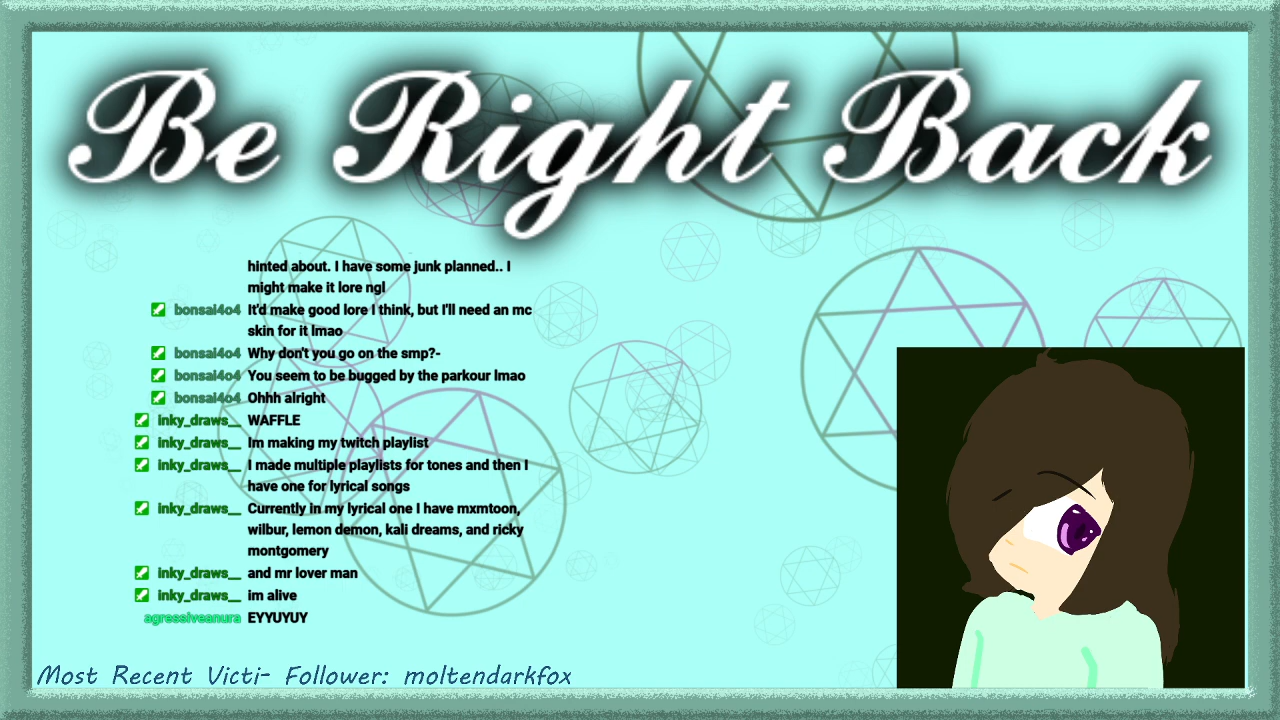 Be Right Back
hinted about. I have some junk planned.. I
might make it lore ngl
bonsai4o4 It'd make good lore I think, but I'll need an mc
skin for it lmao
bonsai4o4 Why don't you go on the smp?-
bonsai4o4 You seem to be bugged by the parkour lmao
bonsai4o4 Ohhh alright
inky_draws__ WAFFLE
inky_draws__ Im making my twitch playlist
inky_draws__ I made multiple playlists for tones and then I
have one for lyrical songs
inky_draws__ Currently in my lyrical one I have mxmtoon,
wilbur, lemon demon, kali dreams, and ricky
montgomery
inky_draws__ and mr lover man
inky_draws__ im alive
agressiveanura EYYUYUY
Most Recent Victi- Follower: moltendarkfox